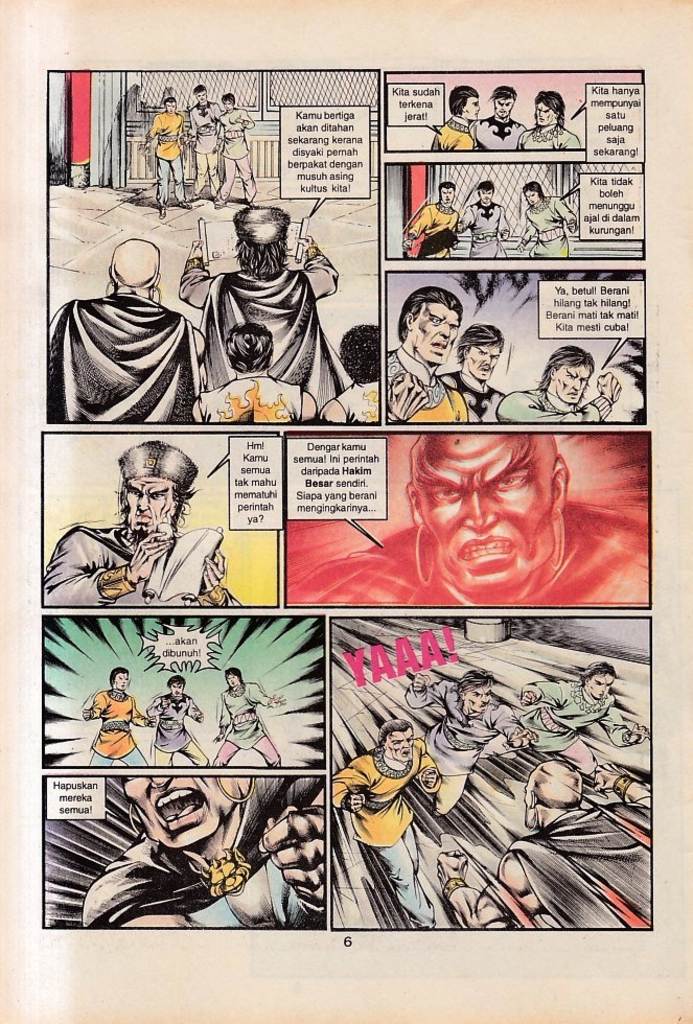 Kamu bertiga
akan ditahan
sekarang kerana
disyaki pernah
berpakat dengan
musuh asing
kultus kita!
Kita sudah
terkena
jerat!
Kita hanya
mempunyai
satu
peluang
saja
sekarang!
Kita tidak
boleh
menunggu
ajal di dalam
kurungan!
Ya, betul! Berani
hilang tak hilang!
Berani mati tak mati!
Kita mesti cuba!
Hm!
Kamu
semua
tak mahu
mematuhi
perintah
ya?
Dengar kamu
semua! Ini perintah
daripada Hakim
Besar sendiri.
Siapa yang berani
mengingkarinya...
...akan
dibunuh!
Hapuskan
mereka
semua!
YAAA!
6